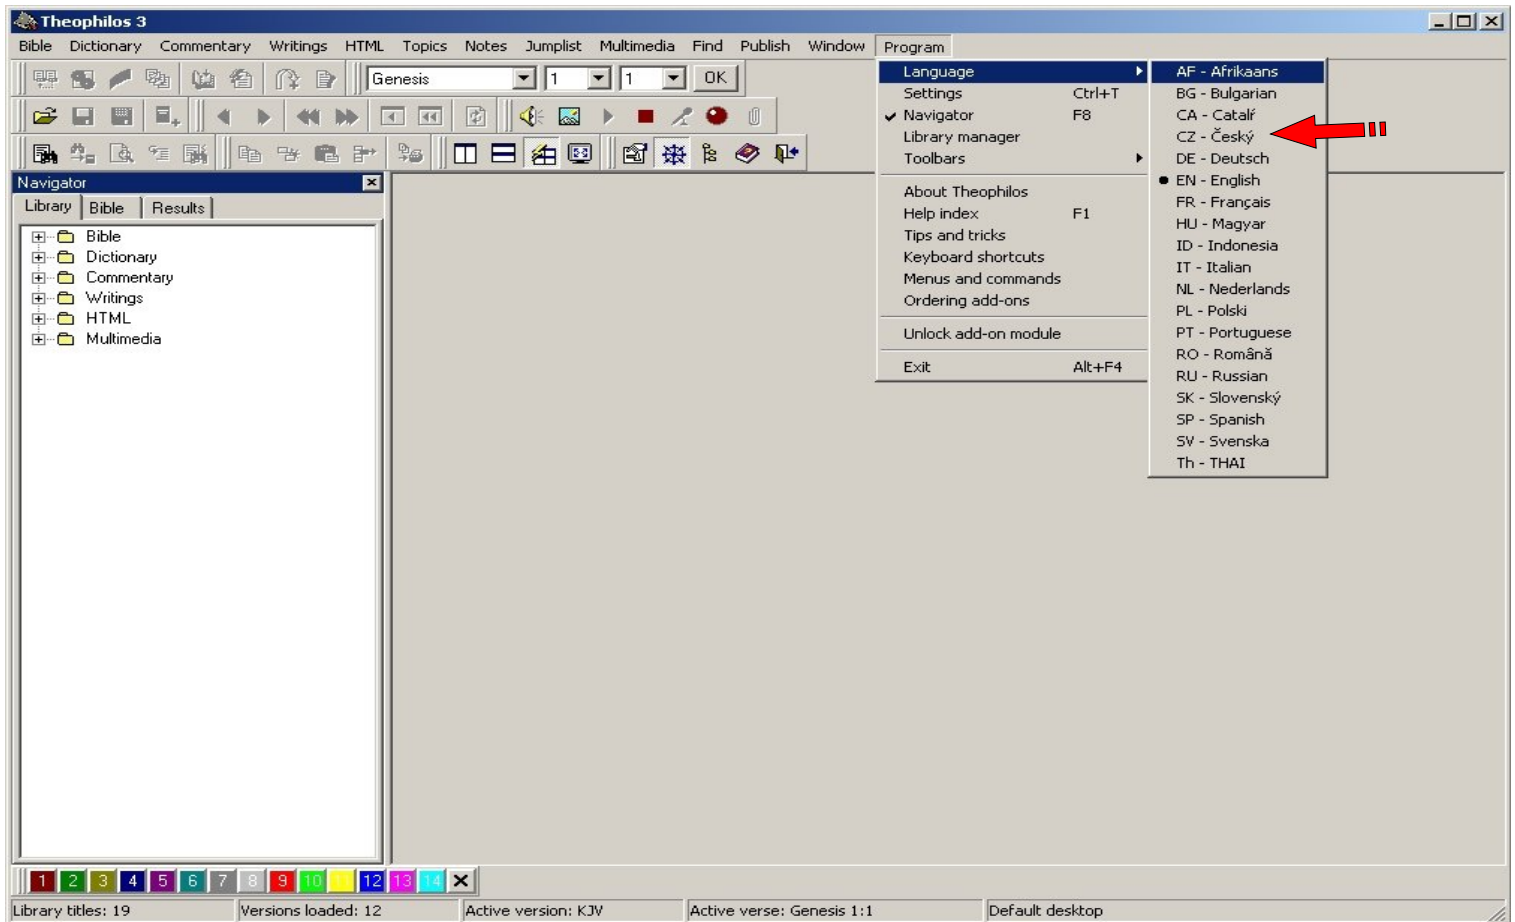 Theophilos 3
Bible Dictionary Commentary Writings HTML Topics Notes Jumplist Multimedia Find Publish Window Program
Genesis 1 1 OK
Language
Settings Ctrl+T
Navigator F8
Library manager
Toolbars
About Theophilos
Help index F1
Tips and tricks
Keyboard shortcuts
Menus and commands
Ordering add-ons
Unlock add-on module
Exit Alt+F4
AF - Afrikaans
BG - Bulgarian
CA - Catalŕ
CZ - Český
DE - Deutsch
EN - English
FR - Français
HU - Magyar
ID - Indonesia
IT - Italian
NL - Nederlands
PL - Polski
PT - Portuguese
RO - Română
RU - Russian
SK - Slovenský
SP - Spanish
SV - Svenska
Th - THAI
Navigator
Library Bible Results
Bible
Dictionary
Commentary
Writings
HTML
Multimedia
1 2 3 4 5 6 7 8 9 10 11 12 13 14
Library titles: 19 Versions loaded: 12 Active version: KJV Active verse: Genesis 1:1 Default desktop